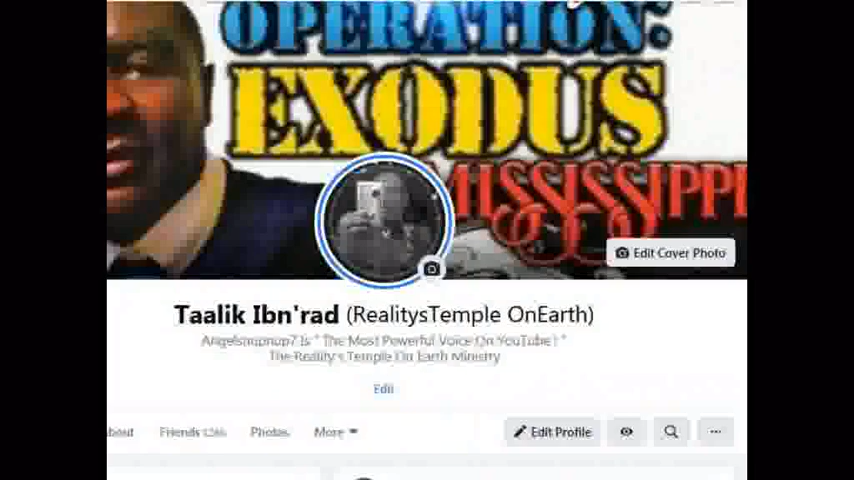 OPERATION:
EXODUS
MISSISSIPPI
Edit Cover Photo
Taalik Ibn'rad (RealitysTemple OnEarth)
Is " The Most Powerful Voice On YouTube ! "
The Reality's Temple On Earth Ministry
Edit
About Friends Photos More Edit Profile ...